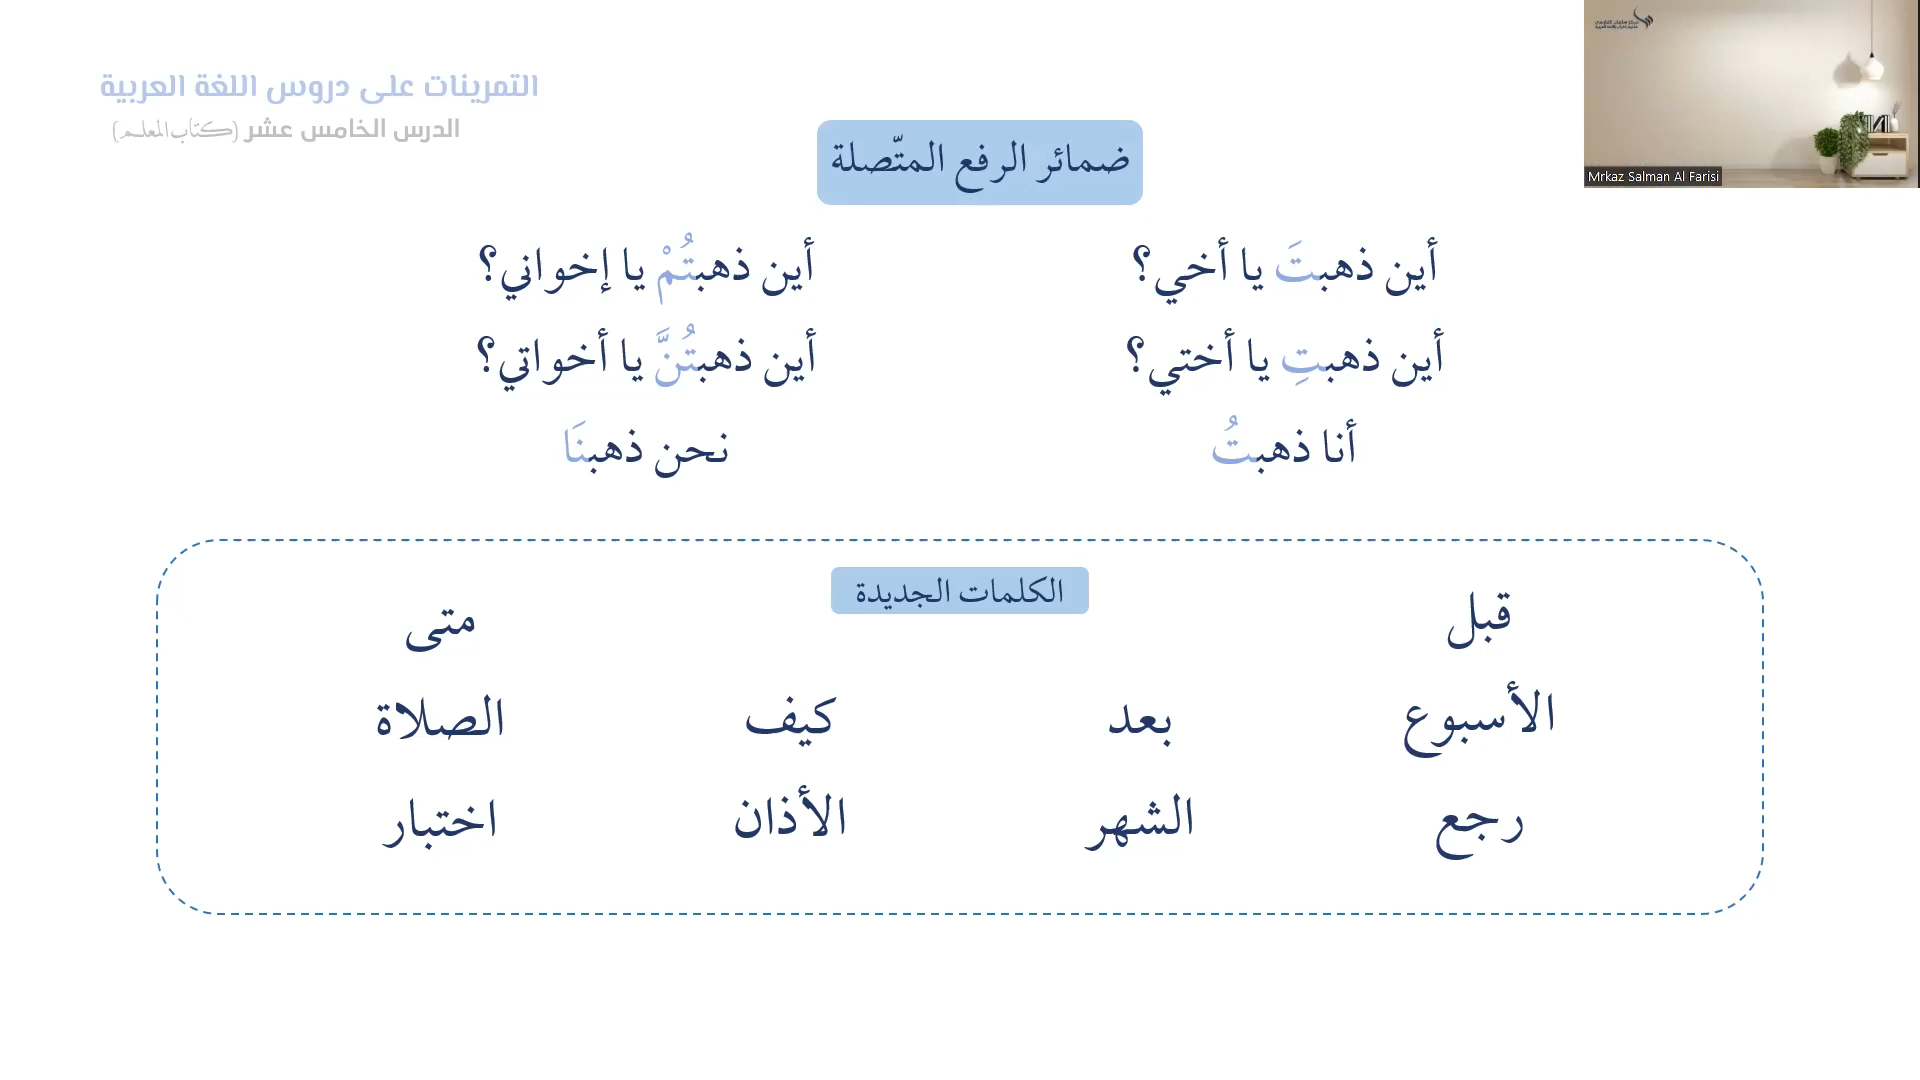 التمرينات على دروس اللغة العربية
الدرس الخامس عشر (كتاب المعلم)
ضمائر الرفع المتّصلة
أين ذهبتَ يا أخي؟
أين ذهبتُمْ يا إخواني؟
أين ذهبتِ يا أختي؟
أين ذهبتُنَّ يا أخواتي؟
أنا ذهبتُ
نحن ذهبنَا
الكلمات الجديدة
قبل
متى
الأسبوع
بعد
كيف
الصلاة
رجع
الشهر
الأذان
اختبار
Mrkaz Salman Al Farisi